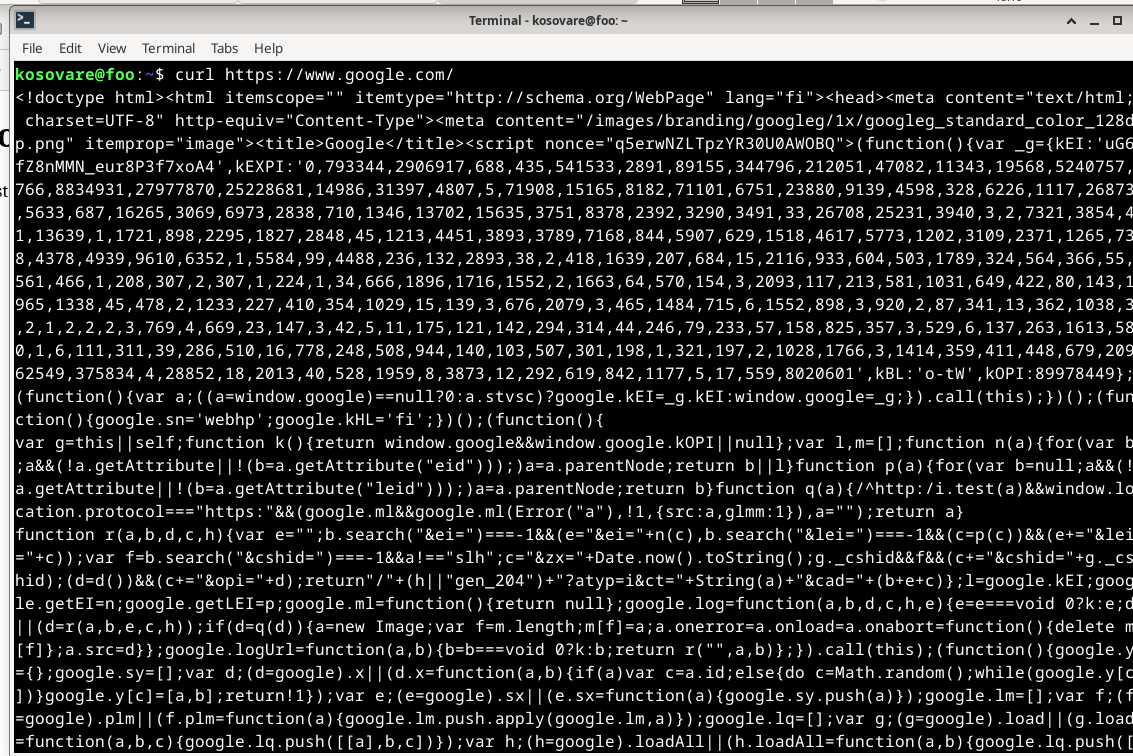 Terminal - kosovare@foo: ~
File Edit View Terminal Tabs Help
kosovare@foo:~$ curl https://www.google.com/
<!doctype html><html itemscope="" itemtype="http://schema.org/WebPage" lang="fi"><head><meta content="text/html;
 charset=UTF-8" http-equiv="Content-Type"><meta content="/images/branding/googleg/1x/googleg_standard_color_128d
p.png" itemprop="image"><title>Google</title><script nonce="q5erwNZLTpzYR30U0AWOBQ">(function(){var _g={kEI:'uG6
fZ8nMMN_eur8P3f7xoA4',kEXPI:'0,793344,2906917,688,435,541533,2891,89155,344796,212051,47082,11343,19568,5240757,
766,8834931,27977870,25228681,14986,31397,4807,5,71908,15165,8182,71101,6751,23880,9139,4598,328,6226,1117,26873
,5633,687,16265,3069,6973,2838,710,1346,13702,15635,3751,8378,2392,3290,3491,33,26708,25231,3940,3,2,7321,3854,4
1,13639,1,1721,898,2295,1827,2848,45,1213,4451,3893,3789,7168,844,5907,629,1518,4617,5773,1202,3109,2371,1265,73
8,4378,4939,9610,6352,1,5584,99,4488,236,132,2893,38,2,418,1639,207,684,15,2116,933,604,503,1789,324,564,366,55,
561,466,1,208,307,2,307,1,224,1,34,666,1896,1716,1552,2,1663,64,570,154,3,2093,117,213,581,1031,649,422,80,143,1
965,1338,45,478,2,1233,227,410,354,1029,15,139,3,676,2079,3,465,1484,715,6,1552,898,3,920,2,87,341,13,362,1038,3
,2,1,2,2,2,3,769,4,669,23,147,3,42,5,11,175,121,142,294,314,44,246,79,233,57,158,825,357,3,529,6,137,263,1613,58
0,1,6,111,311,39,286,510,16,778,248,508,944,140,103,507,301,198,1,321,197,2,1028,1766,3,1414,359,411,448,679,209
62549,375834,4,28852,18,2013,40,528,1959,8,3873,12,292,619,842,1177,5,17,559,8020601',kBL:'o-tW',kOPI:89978449};
(function(){var a;((a=window.google)==null?0:a.stvsc)?google.kEI=_g.kEI:window.google=_g;}).call(this);})();(fun
ction(){google.sn='webhp';google.kHL='fi';})();(function(){
var g=this||self;function k(){return window.google&&window.google.kOPI||null};var l,m=[];function n(a){for(var b
;a&&(!a.getAttribute||!(b=a.getAttribute("eid")));)a=a.parentNode;return b||l}function p(a){for(var b=null;a&&(!
a.getAttribute||!(b=a.getAttribute("leid")));)a=a.parentNode;return b}function q(a){/^http:/i.test(a)&&window.lo
cation.protocol==="https:"&&(google.ml&&google.ml(Error("a"),!1,{src:a,glmm:1}),a="");return a}
function r(a,b,d,c,h){var e="";b.search("&ei=")===-1&&(e="&ei="+n(c),b.search("&lei=")===-1&&(c=p(c))&&(e+="&lei
="+c));var f=b.search("&cshid=")===-1&&a!=="slh";c="&zx="+Date.now().toString();g._cshid&&f&&(c+="&cshid="+g._cs
hid);(d=d())&&(c+="&opi="+d);return"/"+(h||"gen_204")+"?atyp=i&ct="+String(a)+"&cad="+(b+e+c)};l=google.kEI;goog
le.getEI=n;google.getLEI=p;google.ml=function(){return null};google.log=function(a,b,d,c,h,e){e=e===void 0?k:e;d
||(d=r(a,b,e,c,h));if(d=q(d)){a=new Image;var f=m.length;m[f]=a;a.onerror=a.onload=a.onabort=function(){delete m
[f]};a.src=d}};google.logUrl=function(a,b){b=b===void 0?k:b;return r("",a,b)};}).call(this);(function(){google.y
={};google.sy=[];var d;(d=google).x||(d.x=function(a,b){if(a)var c=a.id;else{do c=Math.random();while(google.y[c
])}google.y[c]=[a,b];return!1});var e;(e=google).sx||(e.sx=function(a){google.sy.push(a)});google.lm=[];var f;(f
=google).plm||(f.plm=function(a){google.lm.push.apply(google.lm,a)});google.lq=[];var g;(g=google).load||(g.load
=function(a,b,c){google.lq.push([[a],b,c])});var h;(h=google).loadAll||(h.loadAll=function(a,b){google.lq.push([